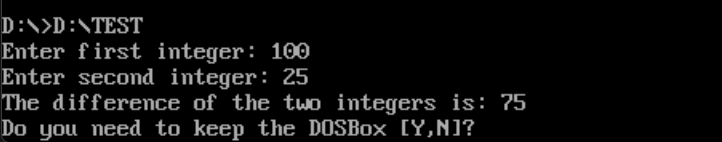 D:\>D:\TEST
Enter first integer: 100
Enter second integer: 25
The difference of the two integers is: 75
Do you need to keep the DOSBox [Y,N]?